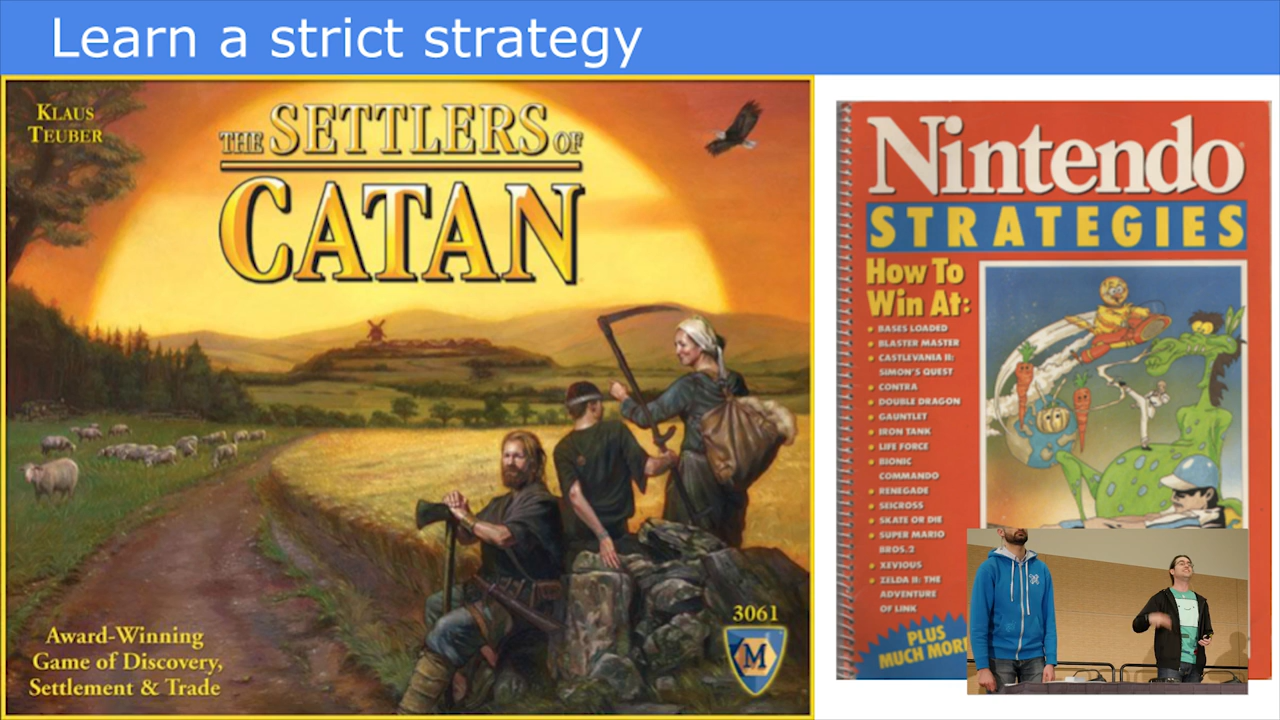 Learn a strict strategy
KLAUS
TEUBER
THE SETTLERS OF
CATAN
Award-Winning
Game of Discovery,
Settlement & Trade
3061
M
Nintendo
STRATEGIES
How To
Win At:
• BASES LOADED
• BLASTER MASTER
• CASTLEVANIA II:
SIMON'S QUEST
• CONTRA
• DOUBLE DRAGON
• GAUNTLET
• IRON TANK
• LIFE FORCE
• BIONIC
COMMANDO
• RENEGADE
• SEICROSS
• SKATE OR DIE
• SUPER MARIO
BROS.2
• XEVIOUS
• ZELDA II: THE
ADVENTURE
OF LINK
PLUS
MUCH MORE